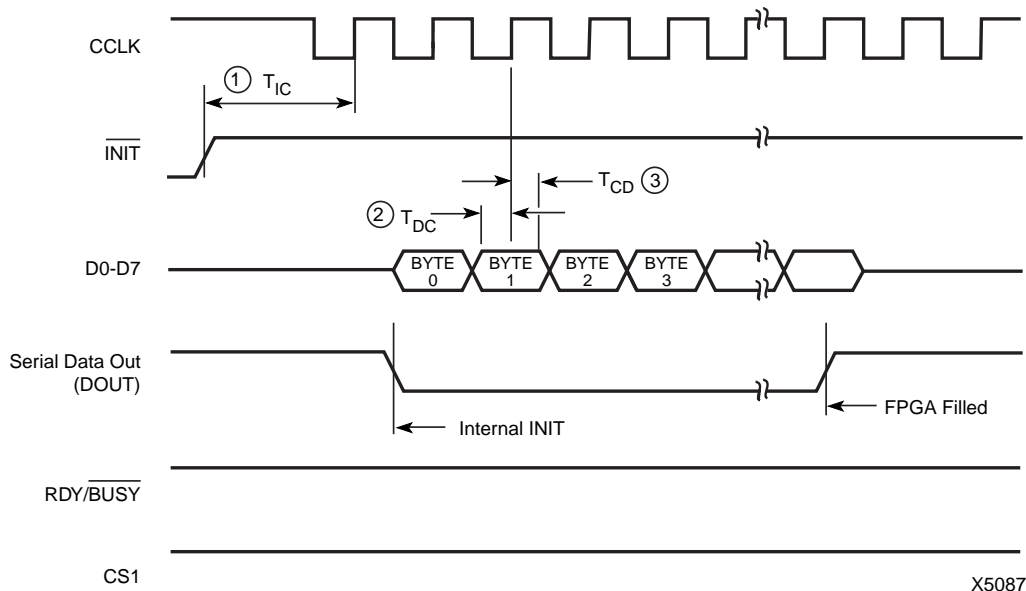 CCLK
① T_IC
INIT
T_CD ③
② T_DC
D0-D7
BYTE 0
BYTE 1
BYTE 2
BYTE 3
Serial Data Out
(DOUT)
FPGA Filled
Internal INIT
RDY/BUSY
CS1
X5087